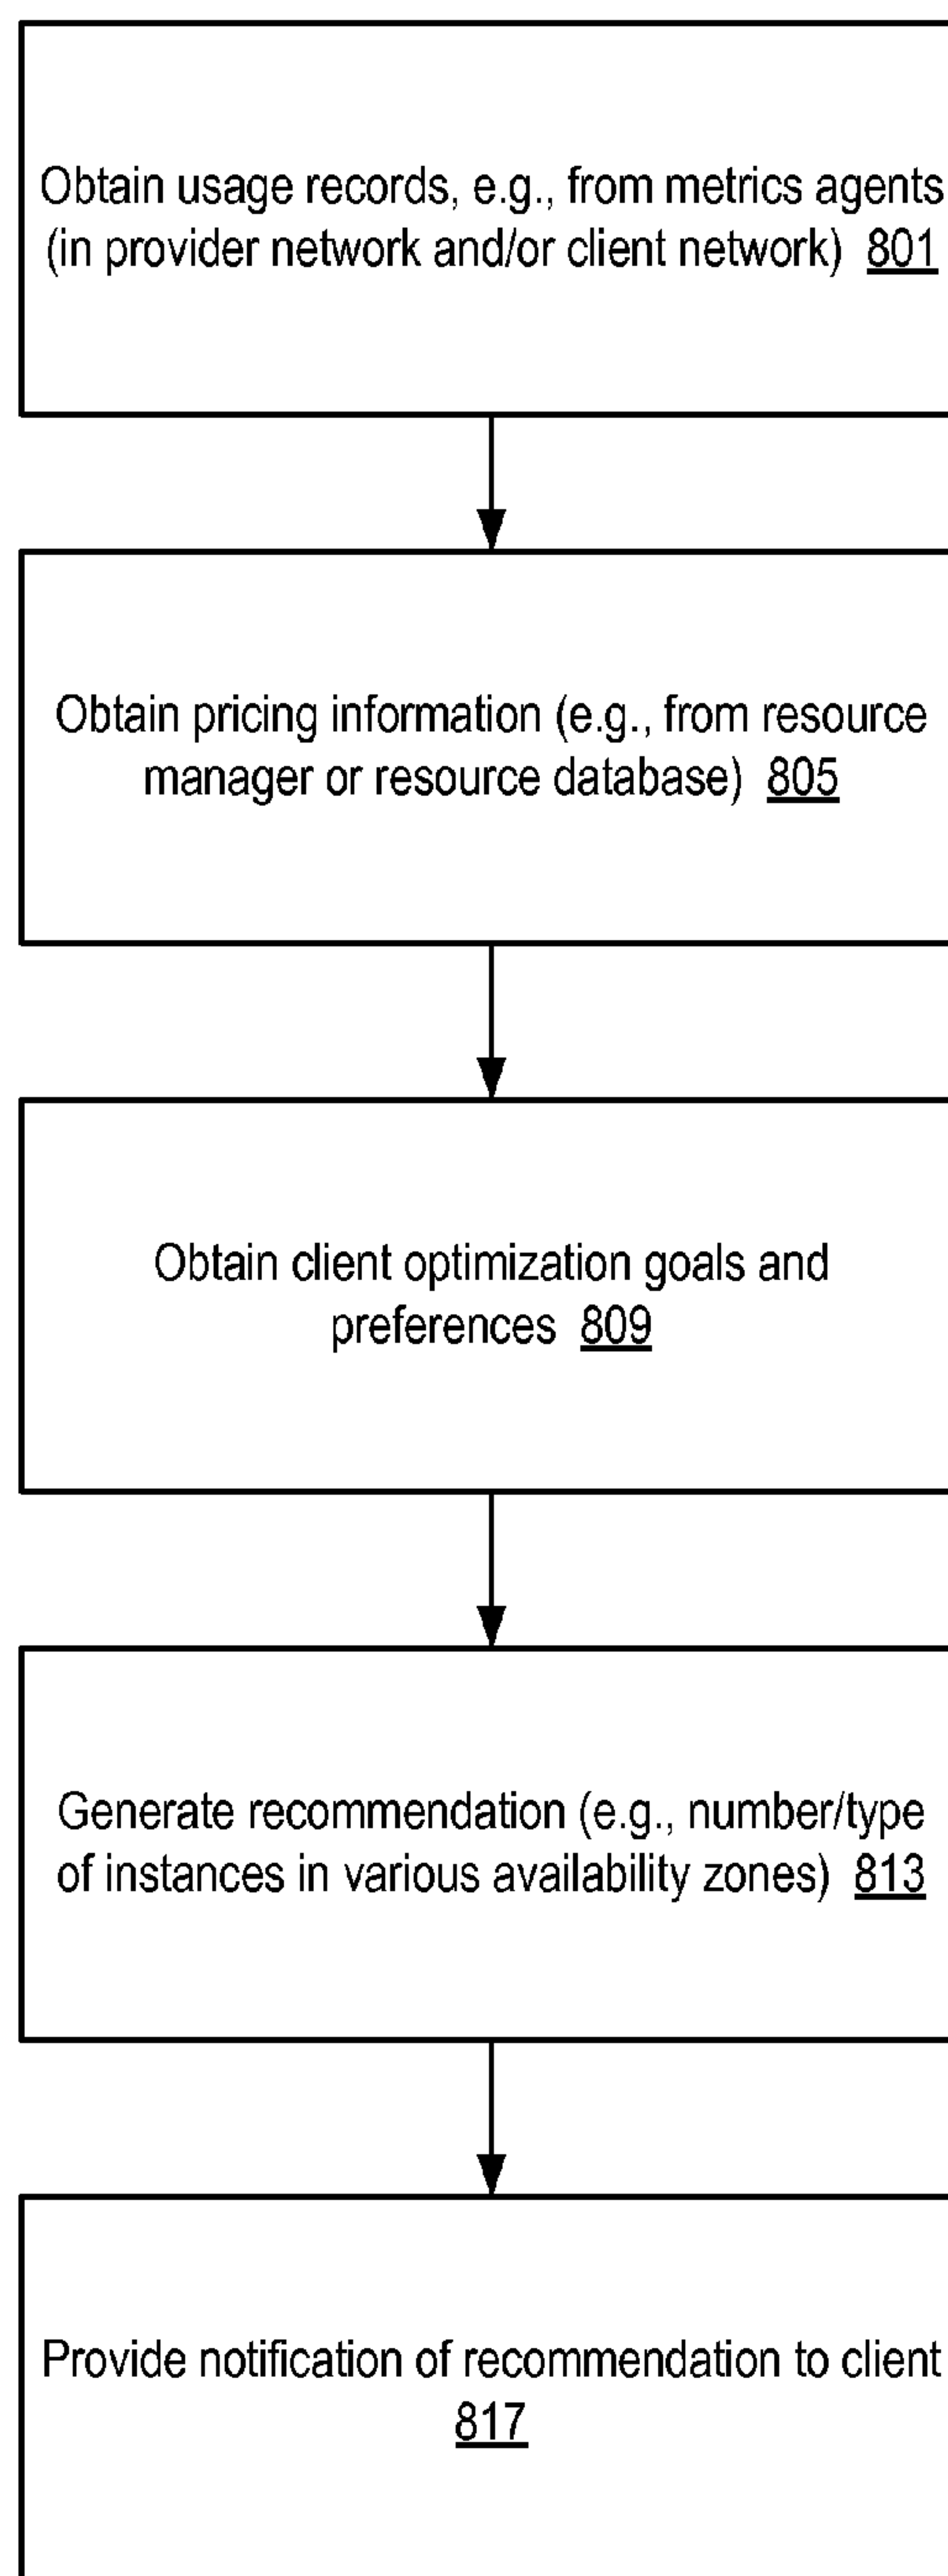 Obtain usage records, e.g., from metrics agents
(in provider network and/or client network) 801
Obtain pricing information (e.g., from resource
manager or resource database) 805
Obtain client optimization goals and
preferences 809
Generate recommendation (e.g., number/type
of instances in various availability zones) 813
Provide notification of recommendation to client
817